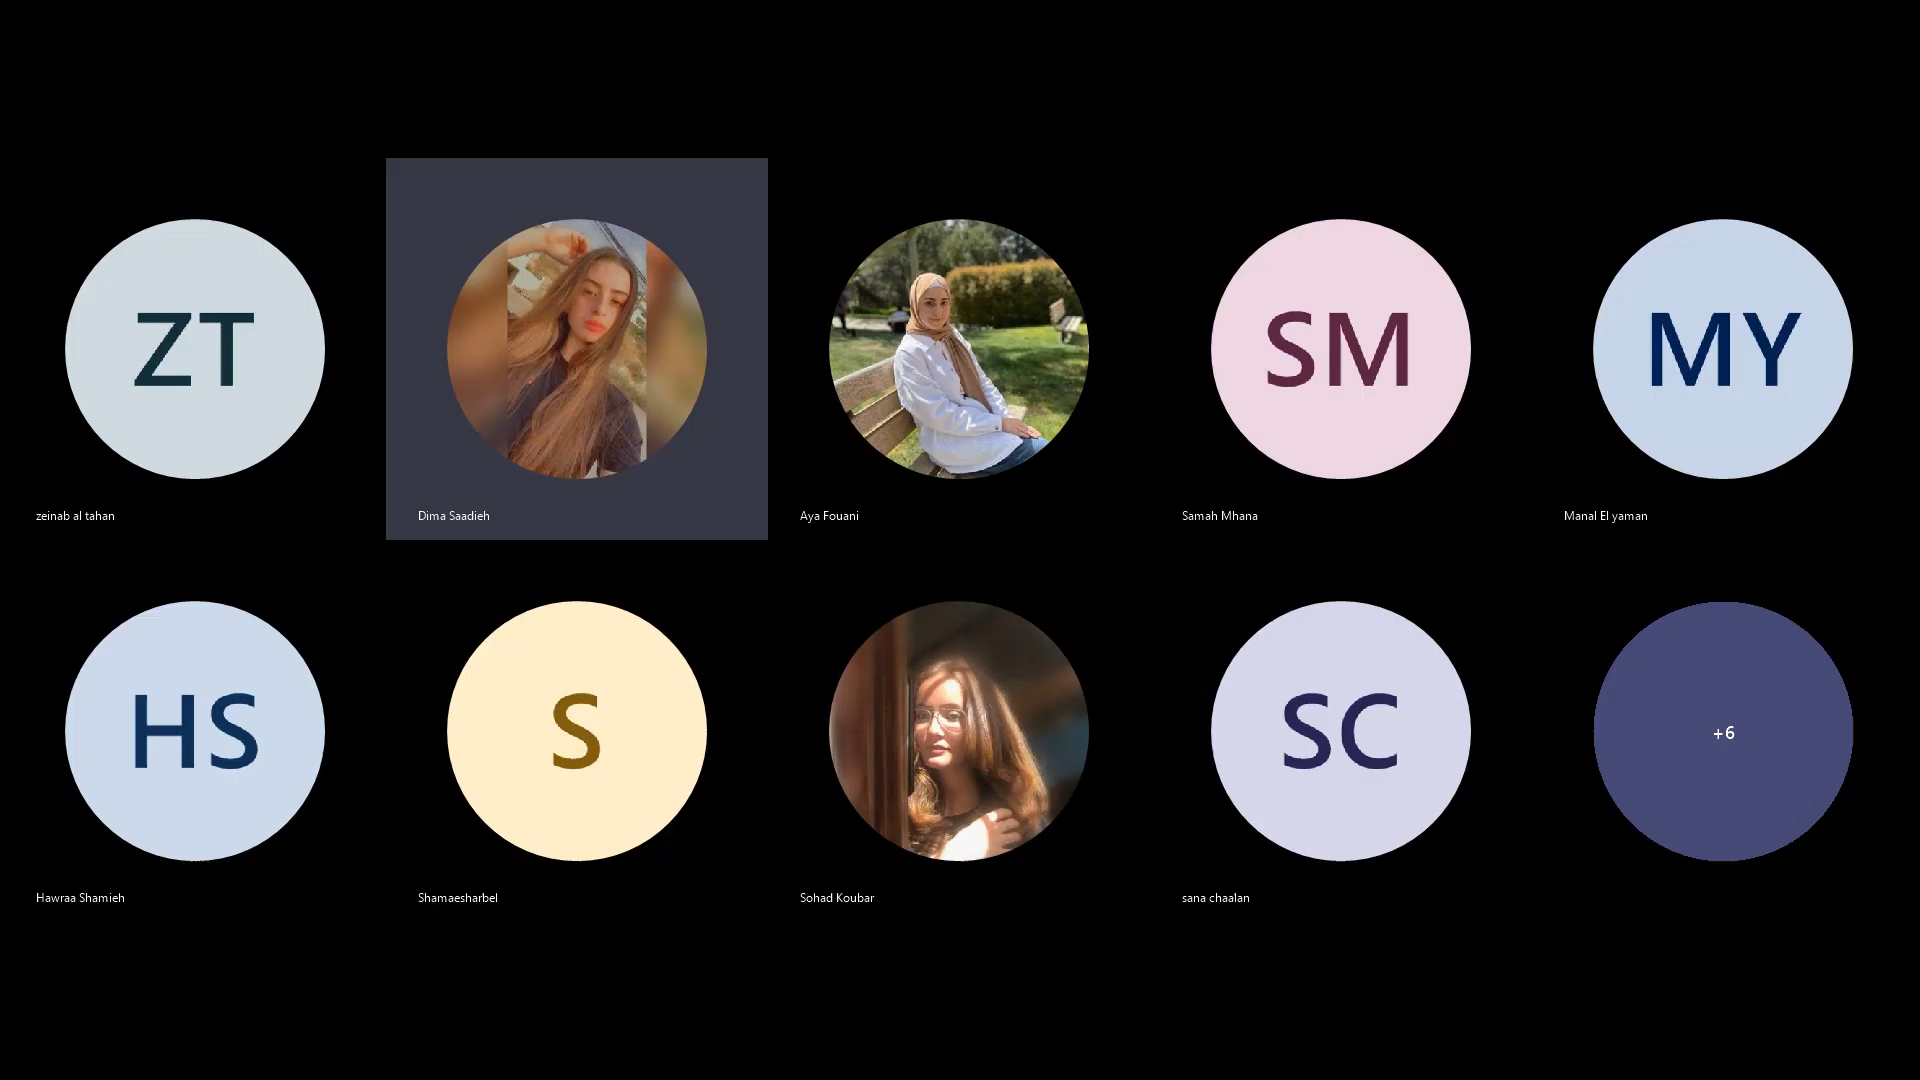 ZT
zeinab al tahan
Dima Saadieh
Aya Fouani
SM
Samah Mhana
MY
Manal El yaman
HS
Hawraa Shamieh
S
Shamaesharbel
Sohad Koubar
SC
sana chaalan
+6